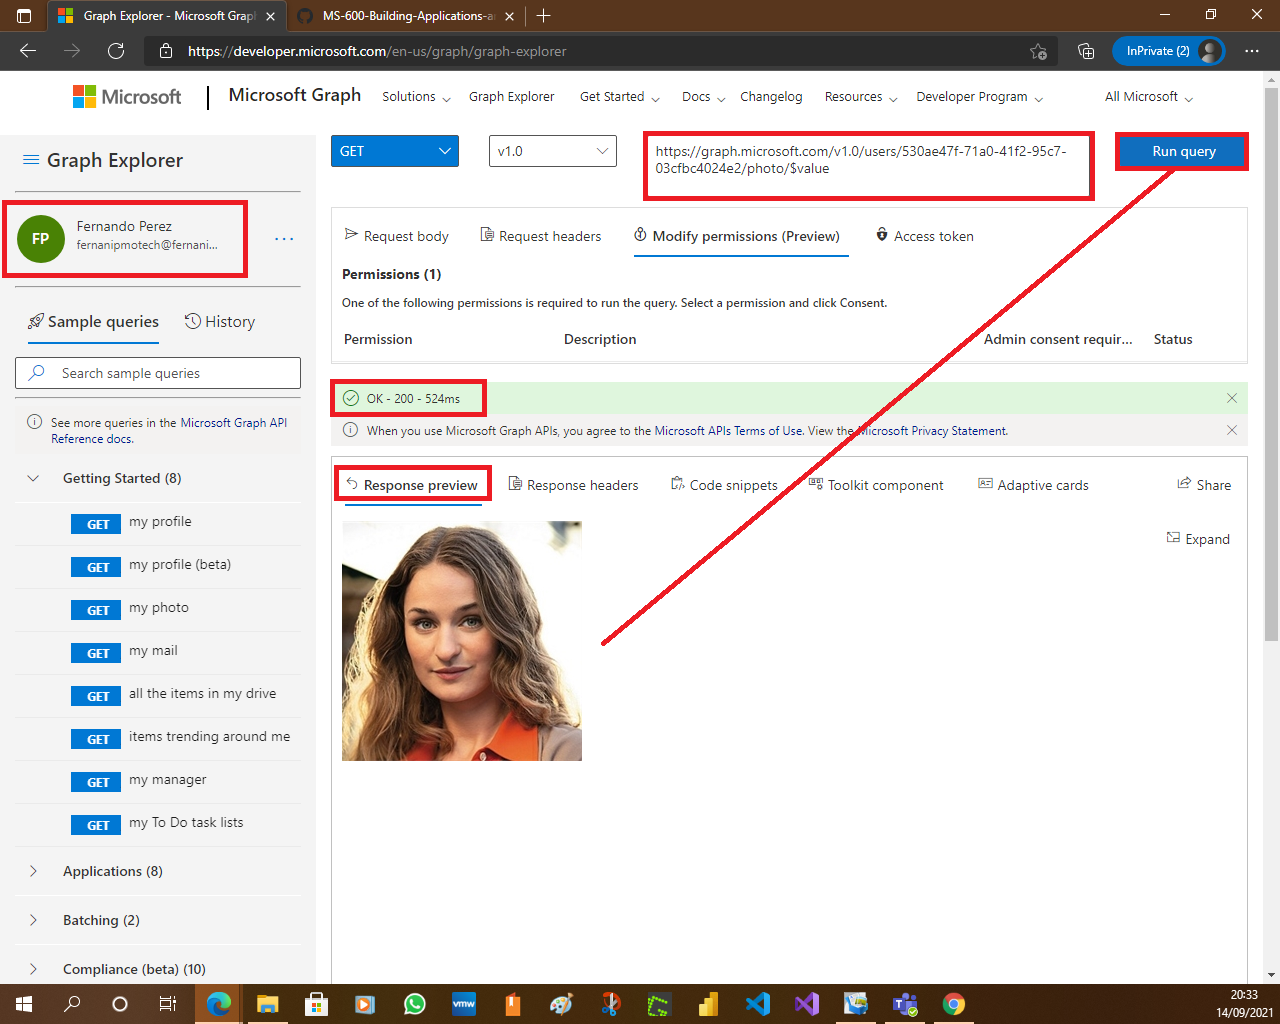 Graph Explorer - Microsoft Graph
MS-600-Building-Applications-a
https://developer.microsoft.com/en-us/graph/graph-explorer
InPrivate (2)
Microsoft
Microsoft Graph
Solutions
Graph Explorer
Get Started
Docs
Changelog
Resources
Developer Program
All Microsoft
Graph Explorer
GET
v1.0
https://graph.microsoft.com/v1.0/users/530ae47f-71a0-41f2-95c7-
03cfbc4024e2/photo/$value
Run query
FP
Fernando Perez
fernanipmotech@fernani...
...
Request body
Request headers
Modify permissions (Preview)
Access token
Permissions (1)
One of the following permissions is required to run the query. Select a permission and click Consent.
Permission
Description
Admin consent requir...
Status
Sample queries
History
Search sample queries
See more queries in the Microsoft Graph API
Reference docs.
OK - 200 - 524ms
When you use Microsoft Graph APIs, you agree to the Microsoft APIs Terms of Use. View the Microsoft Privacy Statement.
Response preview
Response headers
Code snippets
Toolkit component
Adaptive cards
Share
Expand
Getting Started (8)
GET my profile
GET my profile (beta)
GET my photo
GET my mail
GET all the items in my drive
GET items trending around me
GET my manager
GET my To Do task lists
Applications (8)
Batching (2)
Compliance (beta) (10)
vmw
20:33
14/09/2021